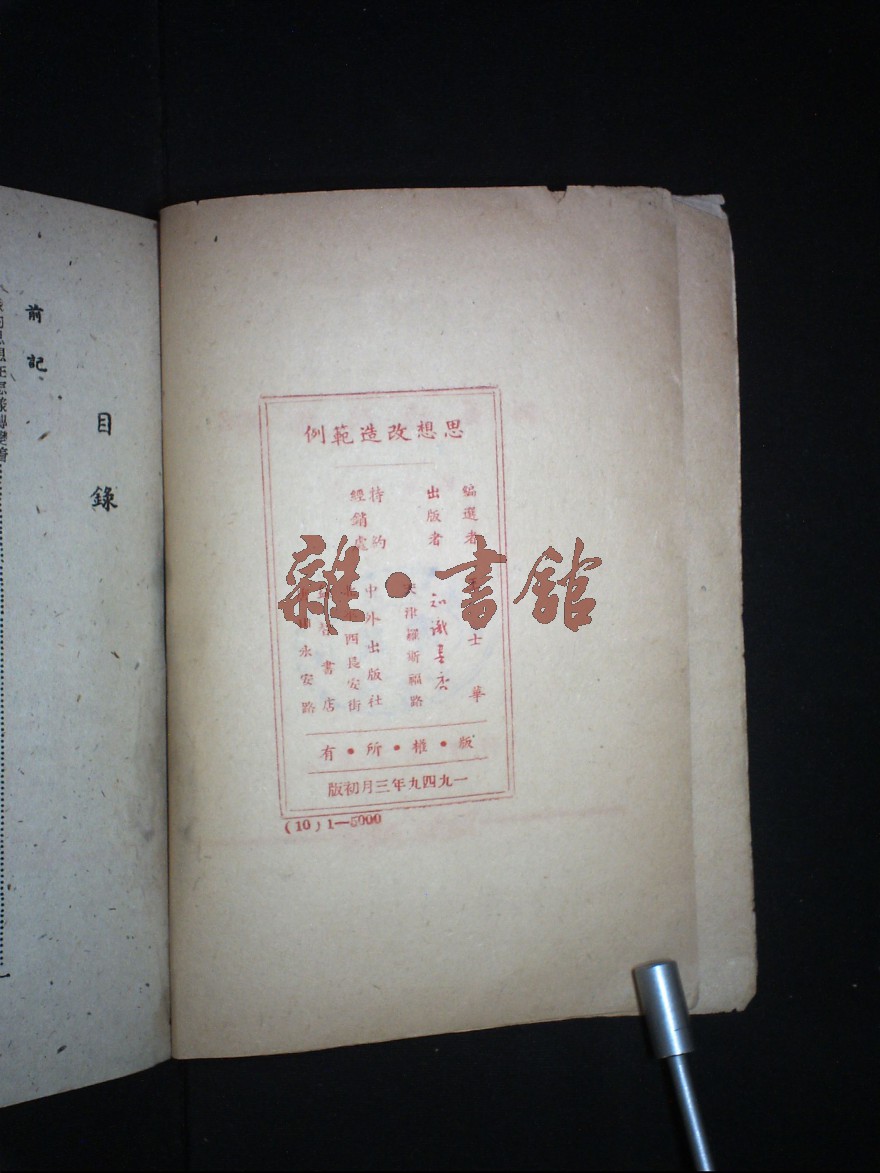 思想改造範例
編選者
士華
出版者
知識書店
津羅斯福路
特約
經銷處
中外出版社
西長安街
書店
永安路
版•權•所•有
一九四九年三月初版
(10) 1—5000
目錄
前記
雜•書館